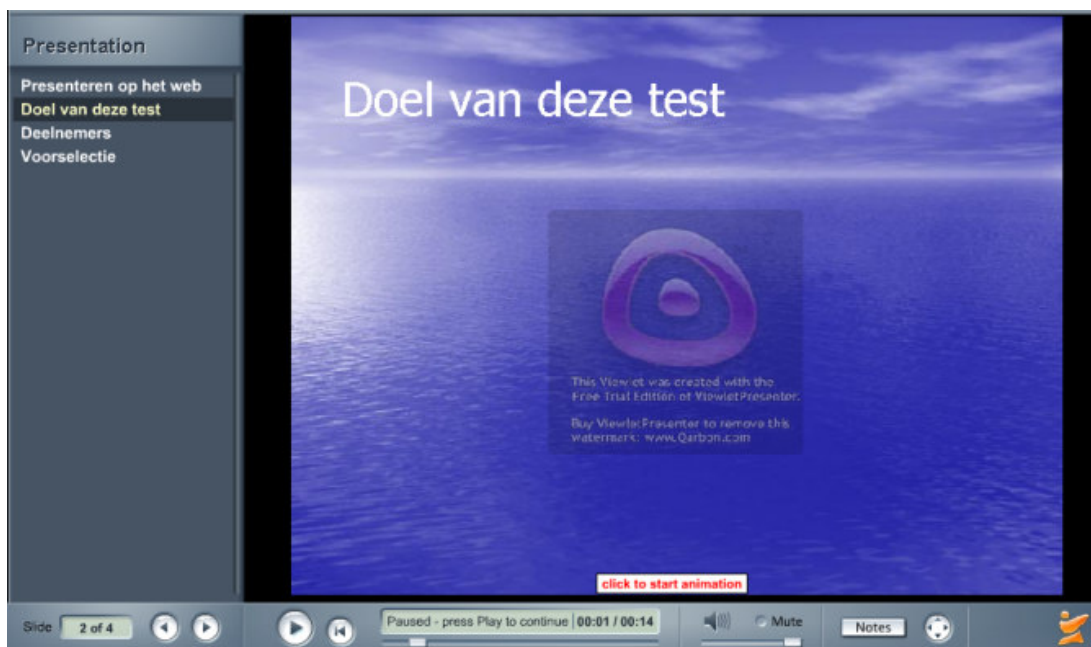 Presentation
Presenteren op het web
Doel van deze test
Deelnemers
Voorselectie
Doel van deze test
This Viewlet was created with the
Free Trial Edition of ViewletPresenter.
Buy ViewletPresenter to remove this
watermark: www.Qarbon.com
click to start animation
Slide 2 of 4
Paused - press Play to continue 00:01 / 00:14
Mute
Notes